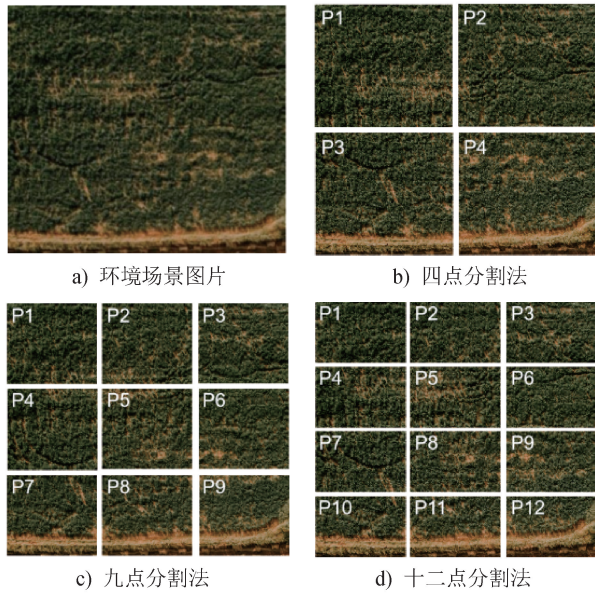 P1 P2
P3 P4
a) 环境场景图片
b) 四点分割法
P1 P2 P3
P4 P5 P6
P7 P8 P9
c) 九点分割法
P1 P2 P3
P4 P5 P6
P7 P8 P9
P10 P11 P12
d) 十二点分割法